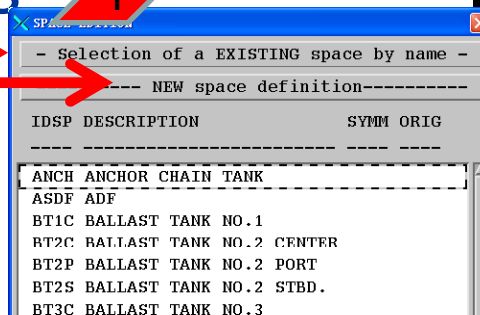 SPACE EDITION
- Selection of a EXISTING space by name -
---- NEW space definition----------
IDSP DESCRIPTION SYMM ORIG
---- ------------------------- ---- ----
ANCH ANCHOR CHAIN TANK
ASDF ADF
BT1C BALLAST TANK NO.1
BT2C BALLAST TANK NO.2 CENTER
BT2P BALLAST TANK NO.2 PORT
BT2S BALLAST TANK NO.2 STBD.
BT3C BALLAST TANK NO.3